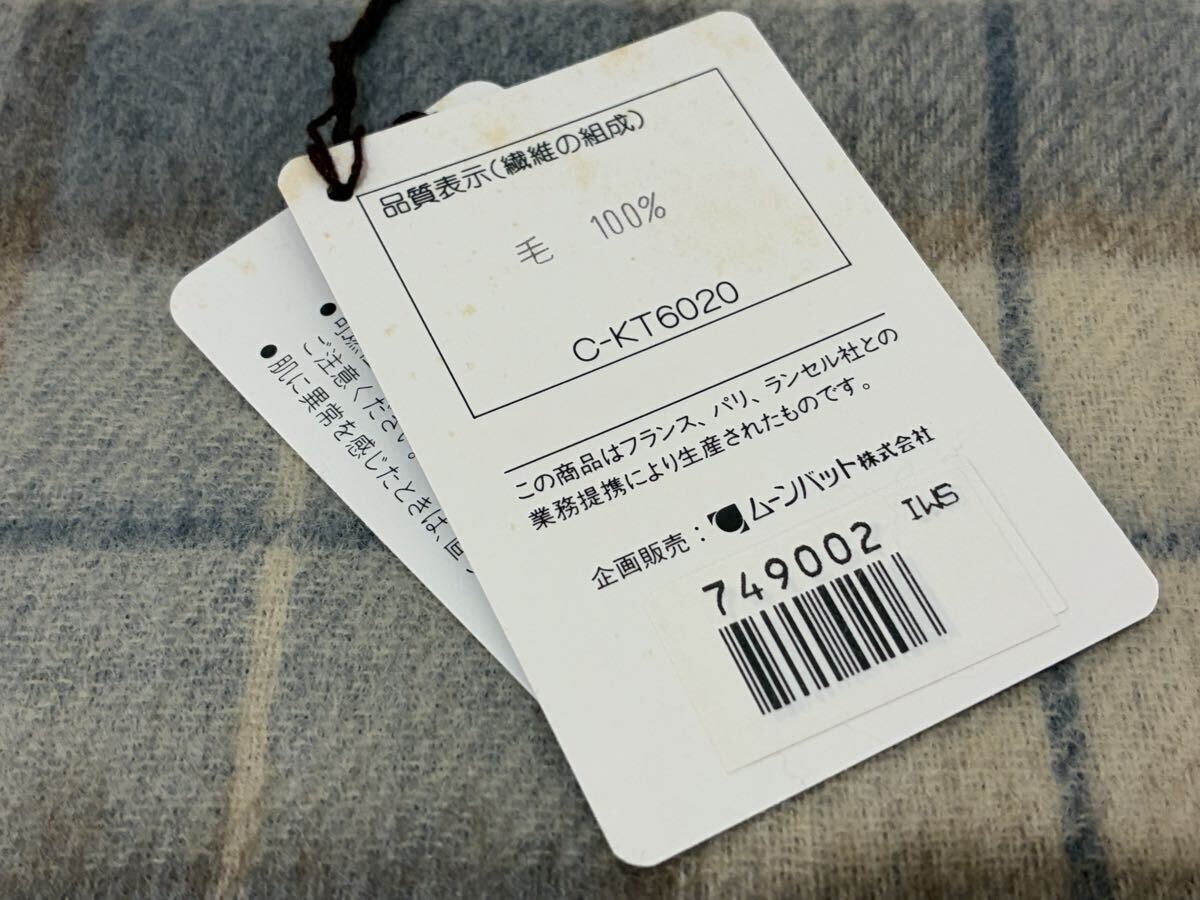 品質表示(繊維の組成)
毛 100%
C-KT6020
この商品はフランス、パリ、ランセル社との
業務提携により生産されたものです。
企画販売：ムーンバット株式会社
749002 IWS
ご注意ください。
●肌に異常を感じたときは、